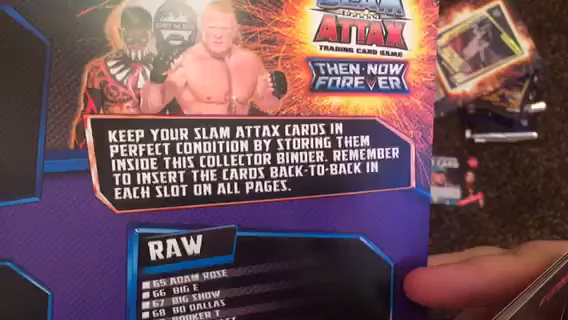 SLAM
ATTAX
TRADING CARD GAME
THEN·NOW
FOREVER
KEEP YOUR SLAM ATTAX CARDS IN
PERFECT CONDITION BY STORING THEM
INSIDE THIS COLLECTOR BINDER. REMEMBER
TO INSERT THE CARDS BACK-TO-BACK IN
EACH SLOT ON ALL PAGES.
RAW
65 ADAM ROSE
66 BIG E
67 BIG SHOW
68 BO DALLAS
BOOKER T